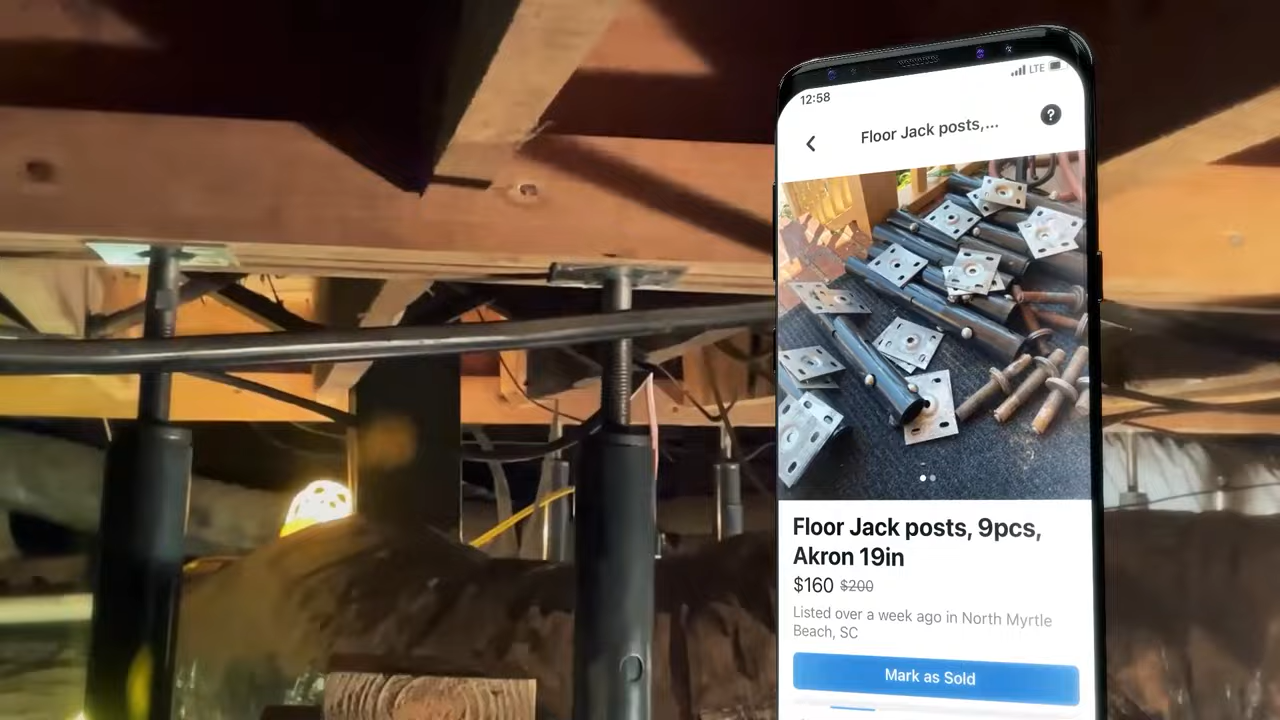 LTE
12:58
Floor Jack posts,...
?
Floor Jack posts, 9pcs,
Akron 19in
$160 $200
Listed over a week ago in North Myrtle
Beach, SC
Mark as Sold